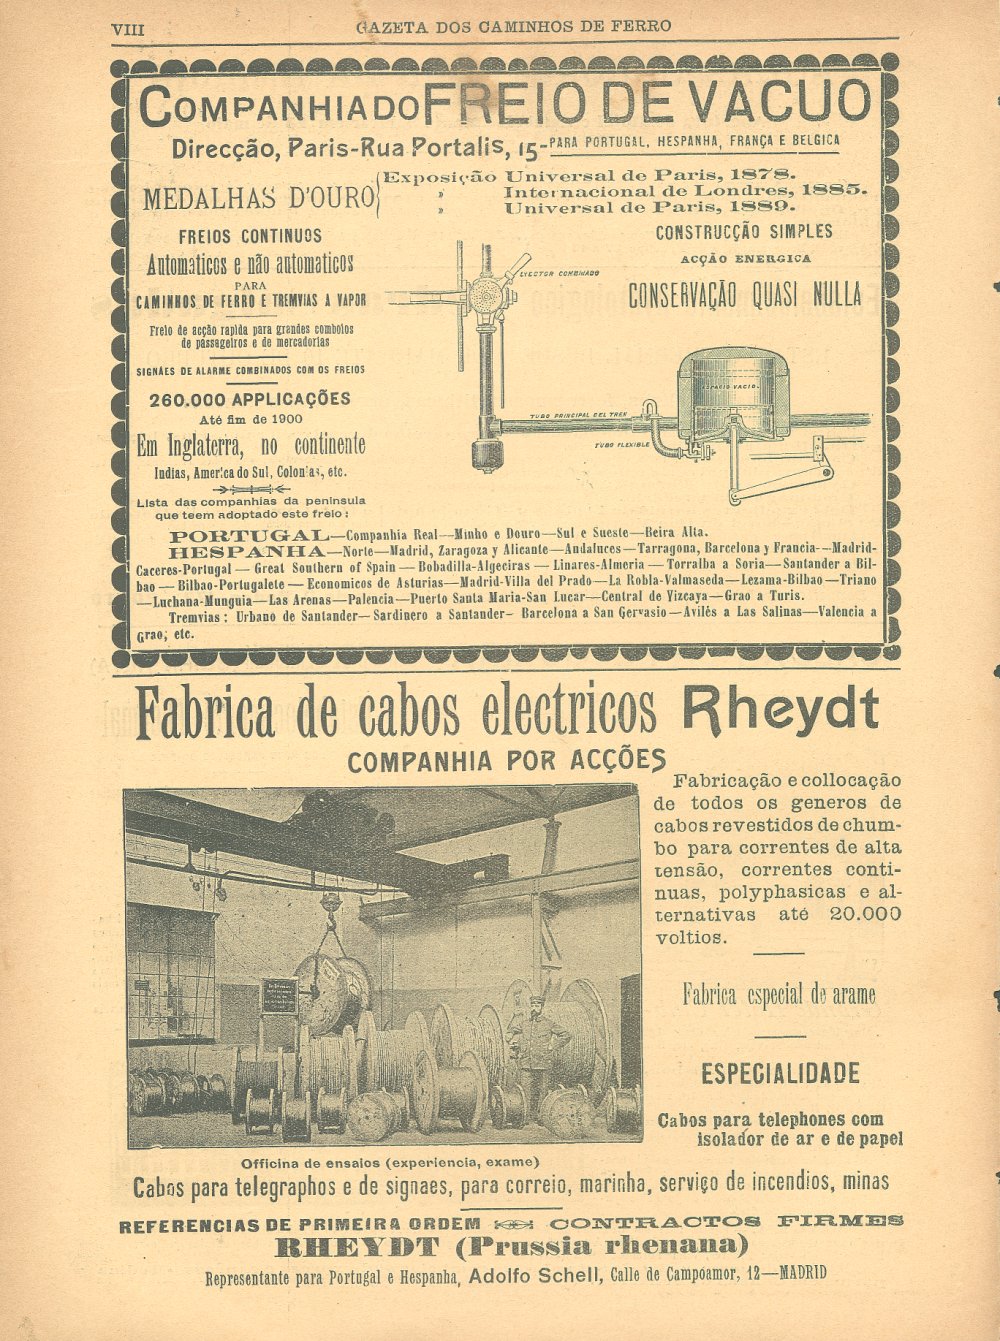 VIII
GAZETA DOS CAMINHOS DE FERRO
COMPANHIA DO FREIO DE VACUO
Direcção, Paris-Rua Portalis, 15-PARA PORTUGAL, HESPANHA, FRANÇA E BELGICA
MEDALHAS D'OURO
Exposição Universal de Paris, 1878.
» Internacional de Londres, 1885.
» Universal de Paris, 1889.
FREIOS CONTINUOS
Automaticos e não automaticos
PARA
CAMINHOS DE FERRO E TREMVIAS A VAPOR
Freio de acção rapida para grandes combolos
de passageiros e de mercadorias
SIGNÁES DE ALARME COMBINADOS COM OS FREIOS
260.000 APPLICAÇÕES
Até fim de 1900
Em Inglaterra, no continente
Indias, America do Sul, Colonias, etc.
Lista das companhias da peninsula
que teem adoptado este freio:
CONSTRUCÇÃO SIMPLES
ACÇÃO ENERGICA
CONSERVAÇÃO QUASI NULLA
EYECTOR COMBINADO
ESPACIO VACIO.
TUBO PRINCIPAL DEL TREN
TUBO FLEXIBLE
PORTUGAL—Companhia Real—Minho e Douro—Sul e Sueste—Beira Alta.
HESPANHA—Norte—Madrid, Zaragoza y Alicante—Andaluces—Tarragona, Barcelona y Francia—Madrid-
Caceres-Portugal — Great Southern of Spain — Bobadilla-Algeciras — Linares-Almeria — Torralba a Soria—Santander a Bil-
bao — Bilbao-Portugalete — Economicos de Asturias—Madrid-Villa del Prado—La Robla-Valmaseda—Lezama-Bilbao—Triano
—Luchana-Munguia—Las Arenas—Palencia—Puerto Santa Maria-San Lucar—Central de Vizcaya—Grao a Turis.
Tremvias: Urbano de Santander— Sardinero a Santander— Barcelona a San Gervasio—Avilés a Las Salinas—Valencia a
Grao, etc.
Fabrica de cabos electricos Rheydt
COMPANHIA POR ACÇÕES
Fabricação e collocação
de todos os generos de
cabos revestidos de chum-
bo para correntes de alta
tensão, correntes conti-
nuas, polyphasicas e al-
ternativas até 20.000
voltios.
Fabrica especial de arame
ESPECIALIDADE
Cabos para telephones com
isolador de ar e de papel
Officina de ensaios (experiencia, exame)
Cabos para telegraphos e de signaes, para correio, marinha, serviço de incendios, minas
REFERENCIAS DE PRIMEIRA ORDEM CONTRACTOS FIRMES
RHEYDT (Prussia rhenana)
Representante para Portugal e Hespanha, Adolfo Schell, Calle de Campoamor, 12—MADRID